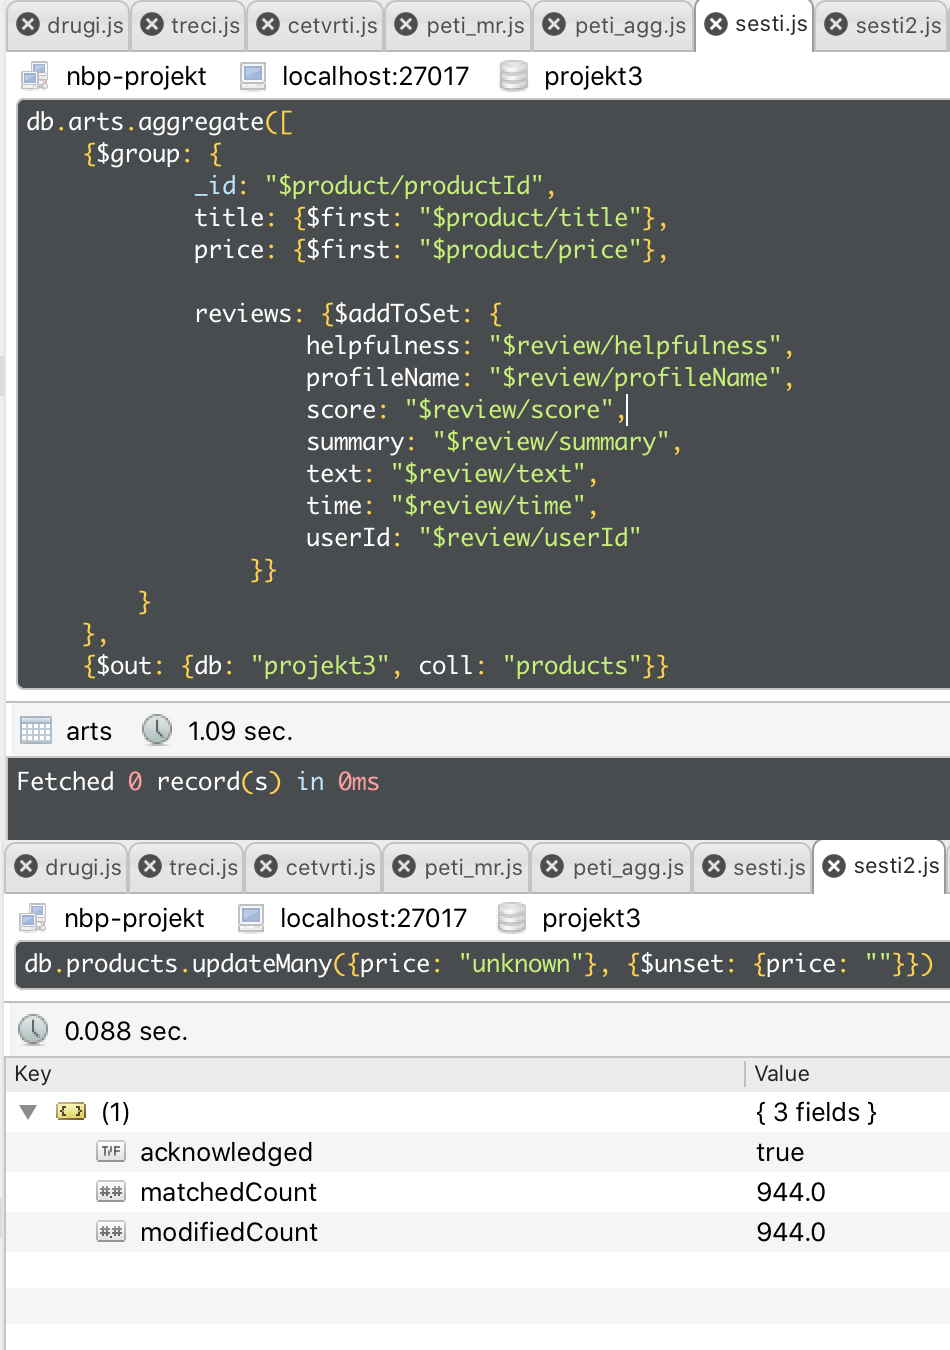 drugi.js treci.js cetvrti.js peti_mr.js peti_agg.js sesti.js sesti2.js
nbp-projekt localhost:27017 projekt3
db.arts.aggregate([
{$group: {
_id: "$product/productId",
title: {$first: "$product/title"},
price: {$first: "$product/price"},
reviews: {$addToSet: {
helpfulness: "$review/helpfulness",
profileName: "$review/profileName",
score: "$review/score",
summary: "$review/summary",
text: "$review/text",
time: "$review/time",
userId: "$review/userId"
}}
}
},
{$out: {db: "projekt3", coll: "products"}}
arts 1.09 sec.
Fetched 0 record(s) in 0ms
drugi.js treci.js cetvrti.js peti_mr.js peti_agg.js sesti.js sesti2.js
nbp-projekt localhost:27017 projekt3
db.products.updateMany({price: "unknown"}, {$unset: {price: ""}})
0.088 sec.
Key Value
(1) { 3 fields }
T/F acknowledged true
##.## matchedCount 944.0
##.## modifiedCount 944.0